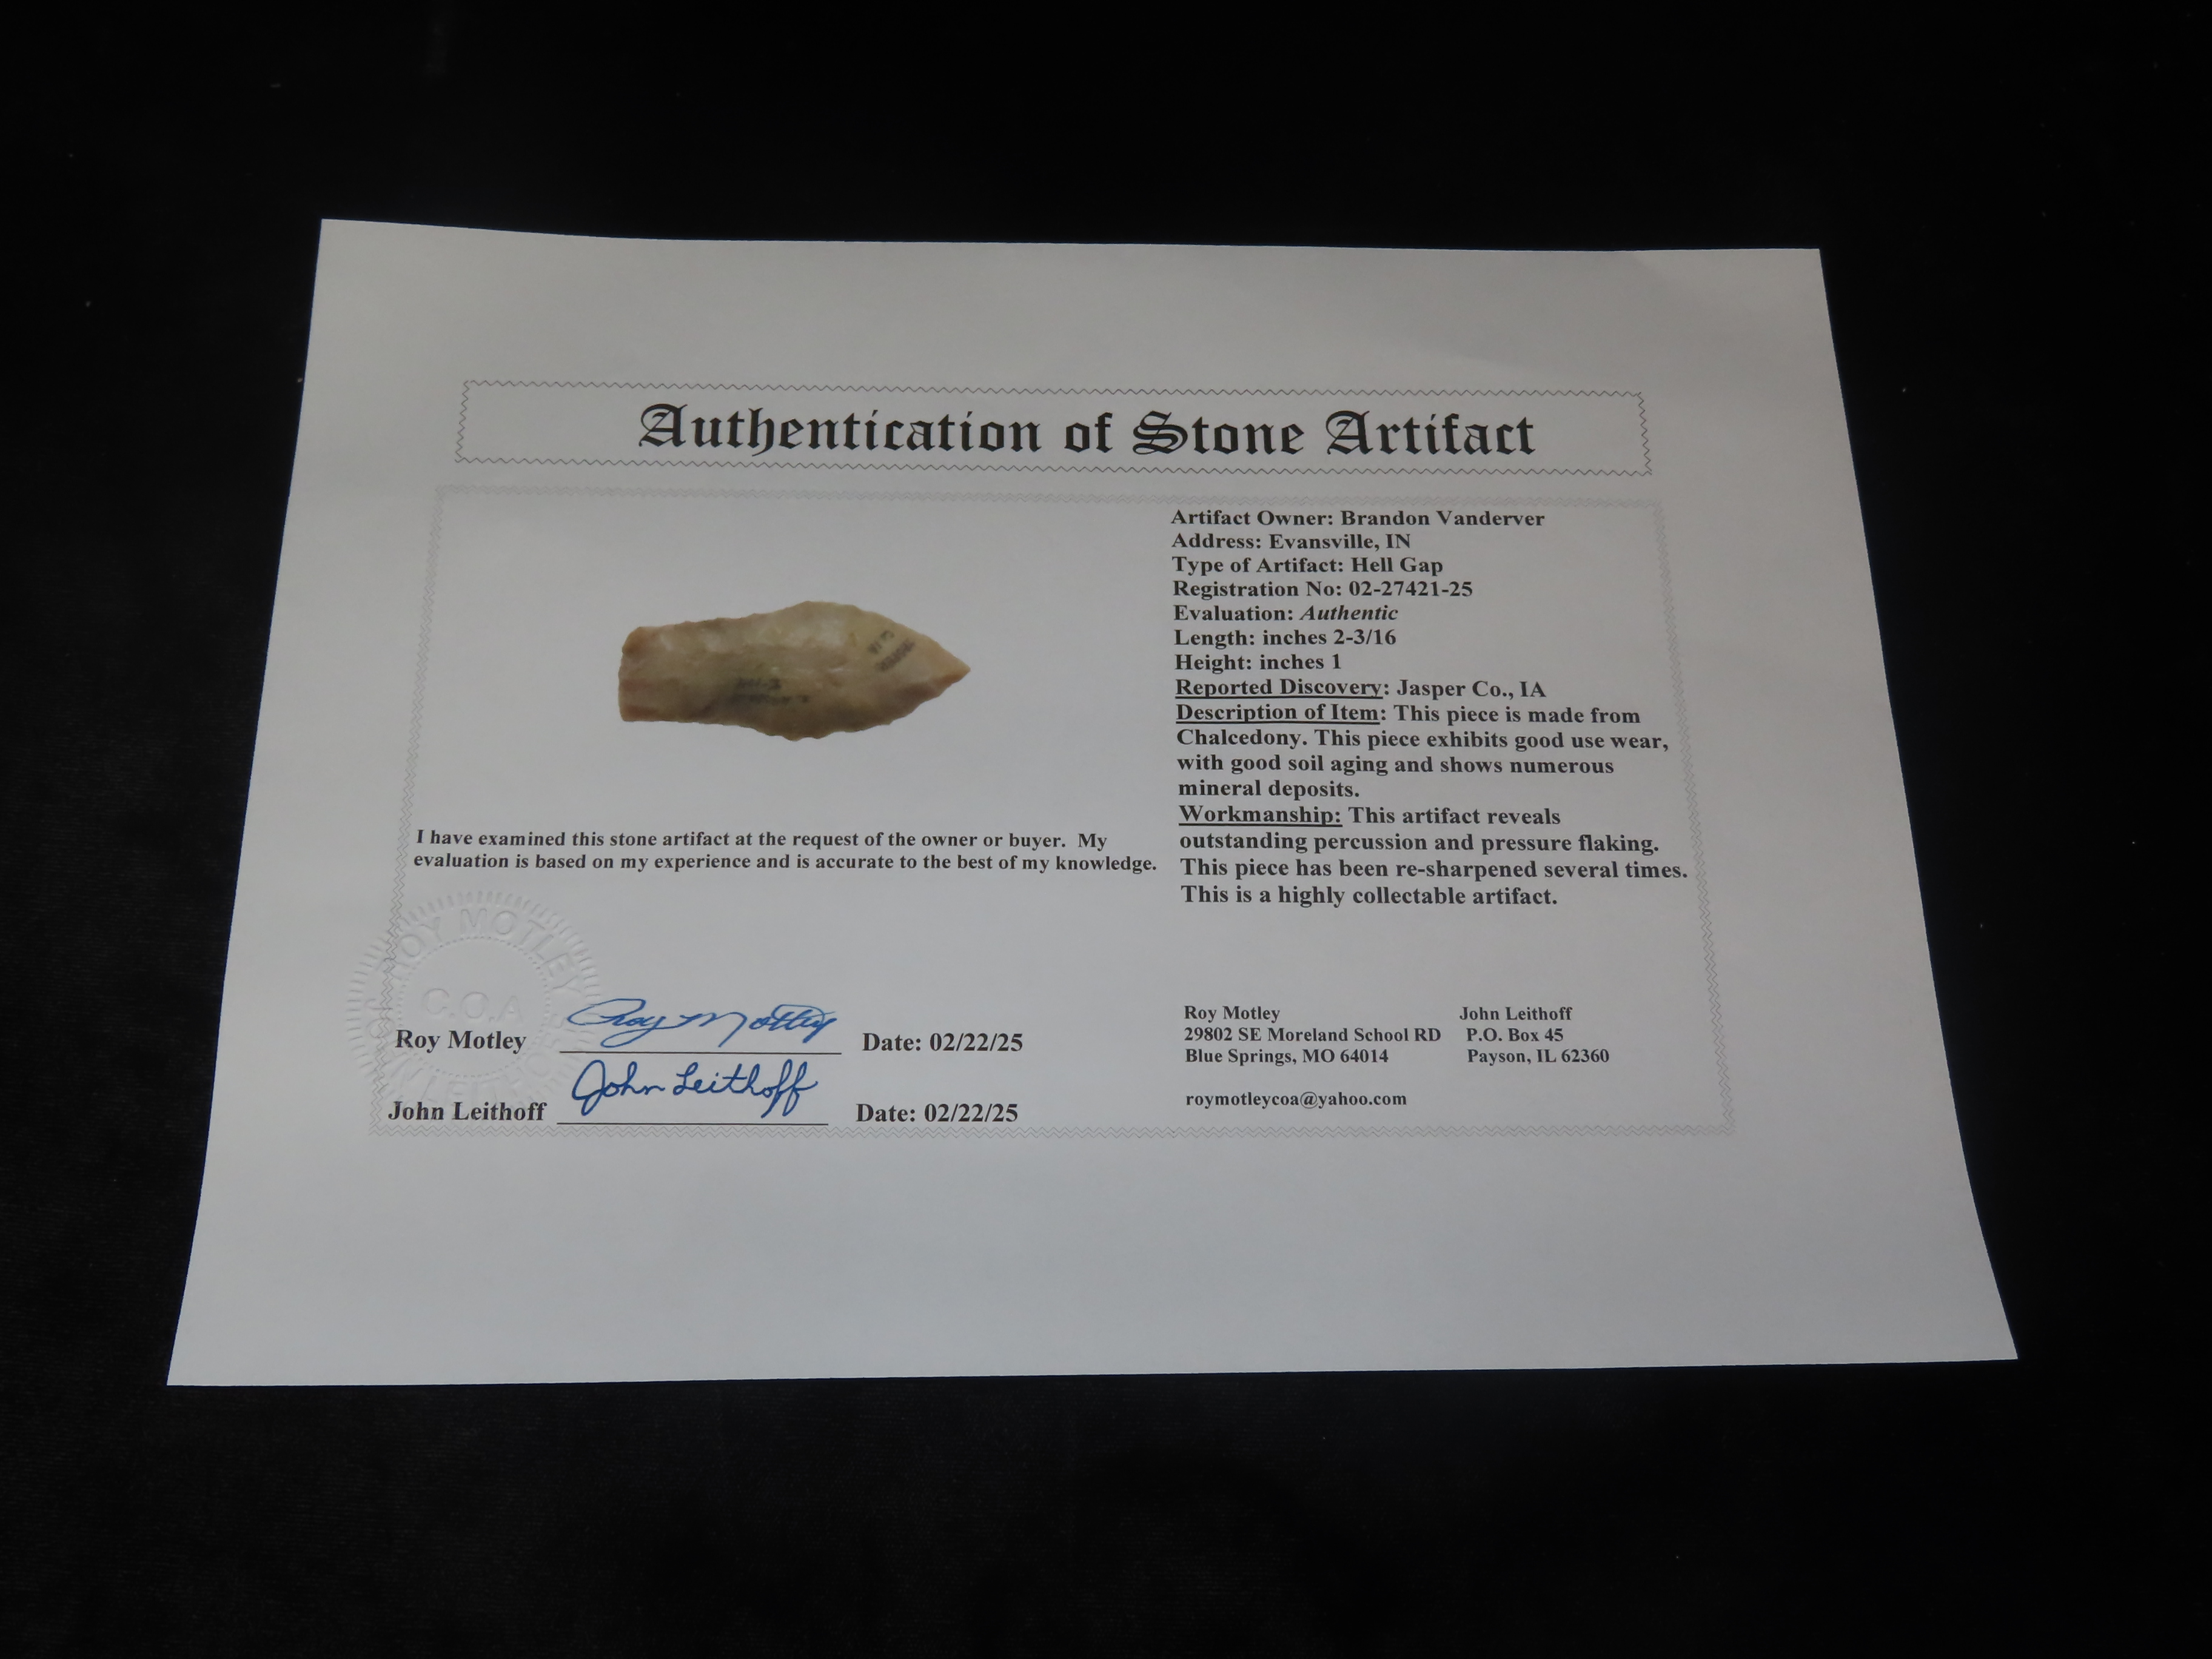 Authentication of Stone Artifact
Artifact Owner: Brandon Vanderver
Address: Evansville, IN
Type of Artifact: Hell Gap
Registration No: 02-27421-25
Evaluation: Authentic
Length: inches 2-3/16
Height: inches 1
Reported Discovery: Jasper Co., IA
Description of Item: This piece is made from
Chalcedony. This piece exhibits good use wear,
with good soil aging and shows numerous
mineral deposits.
Workmanship: This artifact reveals
outstanding percussion and pressure flaking.
This piece has been re-sharpened several times.
This is a highly collectable artifact.
I have examined this stone artifact at the request of the owner or buyer. My
evaluation is based on my experience and is accurate to the best of my knowledge.
ROY MOTLEY
C.O.A
Roy Motley Roy Motley Date: 02/22/25
John Leithoff John Leithoff Date: 02/22/25
Roy Motley John Leithoff
29802 SE Moreland School RD P.O. Box 45
Blue Springs, MO 64014 Payson, IL 62360
roymotleycoa@yahoo.com